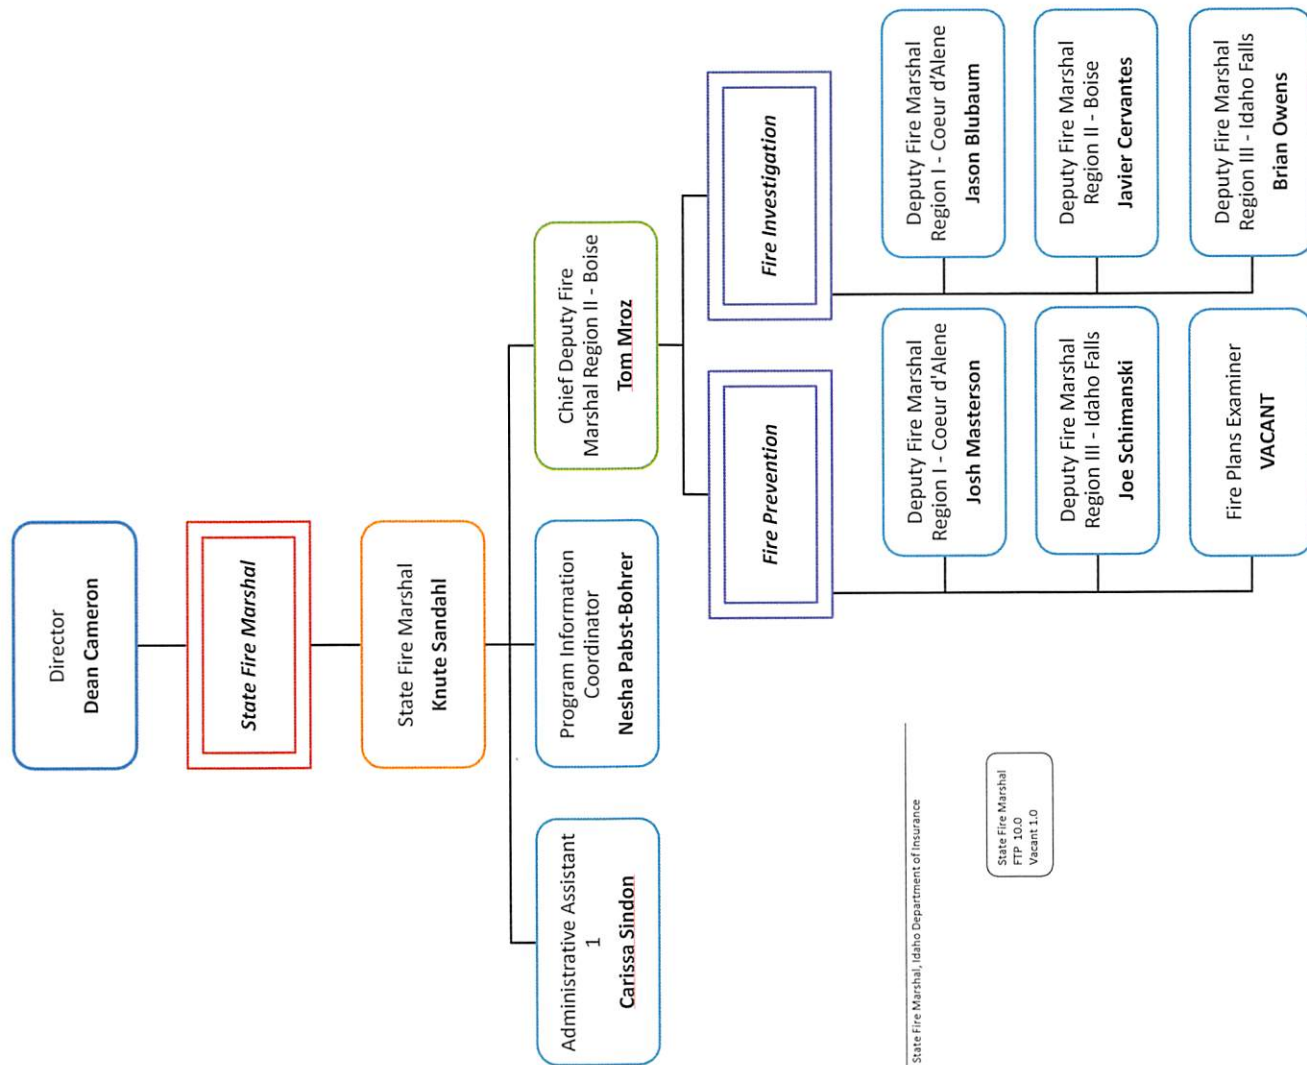 Director
Dean Cameron
State Fire Marshal
State Fire Marshal
Knute Sandahl
Administrative Assistant
1
Carissa Sindon
Program Information
Coordinator
Nesha Pabst-Bohrer
Chief Deputy Fire
Marshal Region II - Boise
Tom Mroz
Fire Prevention
Fire Investigation
Deputy Fire Marshal
Region I - Coeur d'Alene
Josh Masterson
Deputy Fire Marshal
Region III - Idaho Falls
Joe Schimanski
Fire Plans Examiner
VACANT
Deputy Fire Marshal
Region I - Coeur d’Alene
Jason Blubaum
Deputy Fire Marshal
Region II - Boise
Javier Cervantes
Deputy Fire Marshal
Region III - Idaho Falls
Brian Owens
State Fire Marshal, Idaho Department of Insurance
State Fire Marshal
FTP 10.0
Vacant 1.0